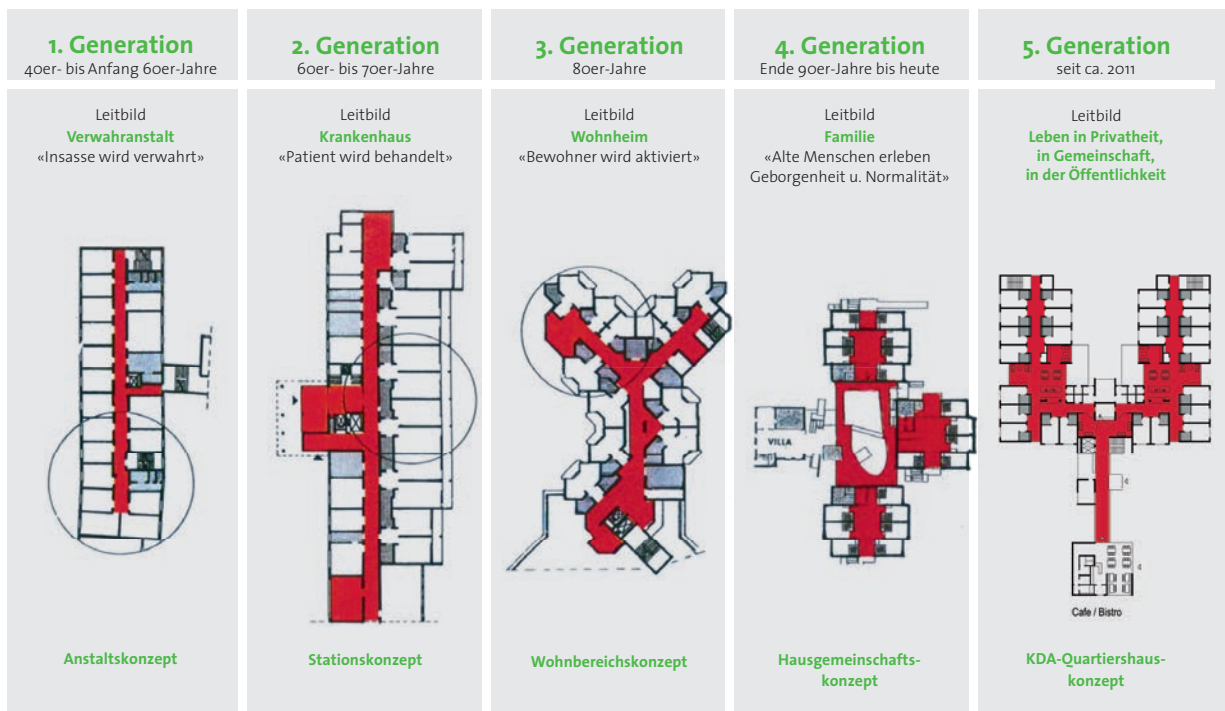 1. Generation
40er- bis Anfang 60er-Jahre
Leitbild
Verwahranstalt
«Insasse wird verwahrt»
Anstaltskonzept
2. Generation
60er- bis 70er-Jahre
Leitbild
Krankenhaus
«Patient wird behandelt»
Stationskonzept
3. Generation
80er-Jahre
Leitbild
Wohnheim
«Bewohner wird aktiviert»
Wohnbereichskonzept
4. Generation
Ende 90er-Jahre bis heute
Leitbild
Familie
«Alte Menschen erleben
Geborgenheit u. Normalität»
VILLA
Hausgemeinschafts-
konzept
5. Generation
seit ca. 2011
Leitbild
Leben in Privatheit,
in Gemeinschaft,
in der Öffentlichkeit
Cafe / Bistro
KDA-Quartiershaus-
konzept